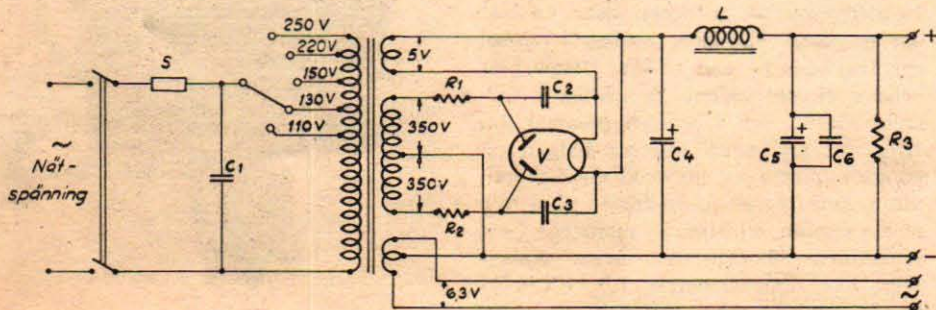 250V
220V
150V
130V
110V
S
C1
~
Nät-
spänning
5V
350V
350V
6,3V
R1
R2
C2
V
C3
C4
L
C5
C6
R3
+
+
+
-
~